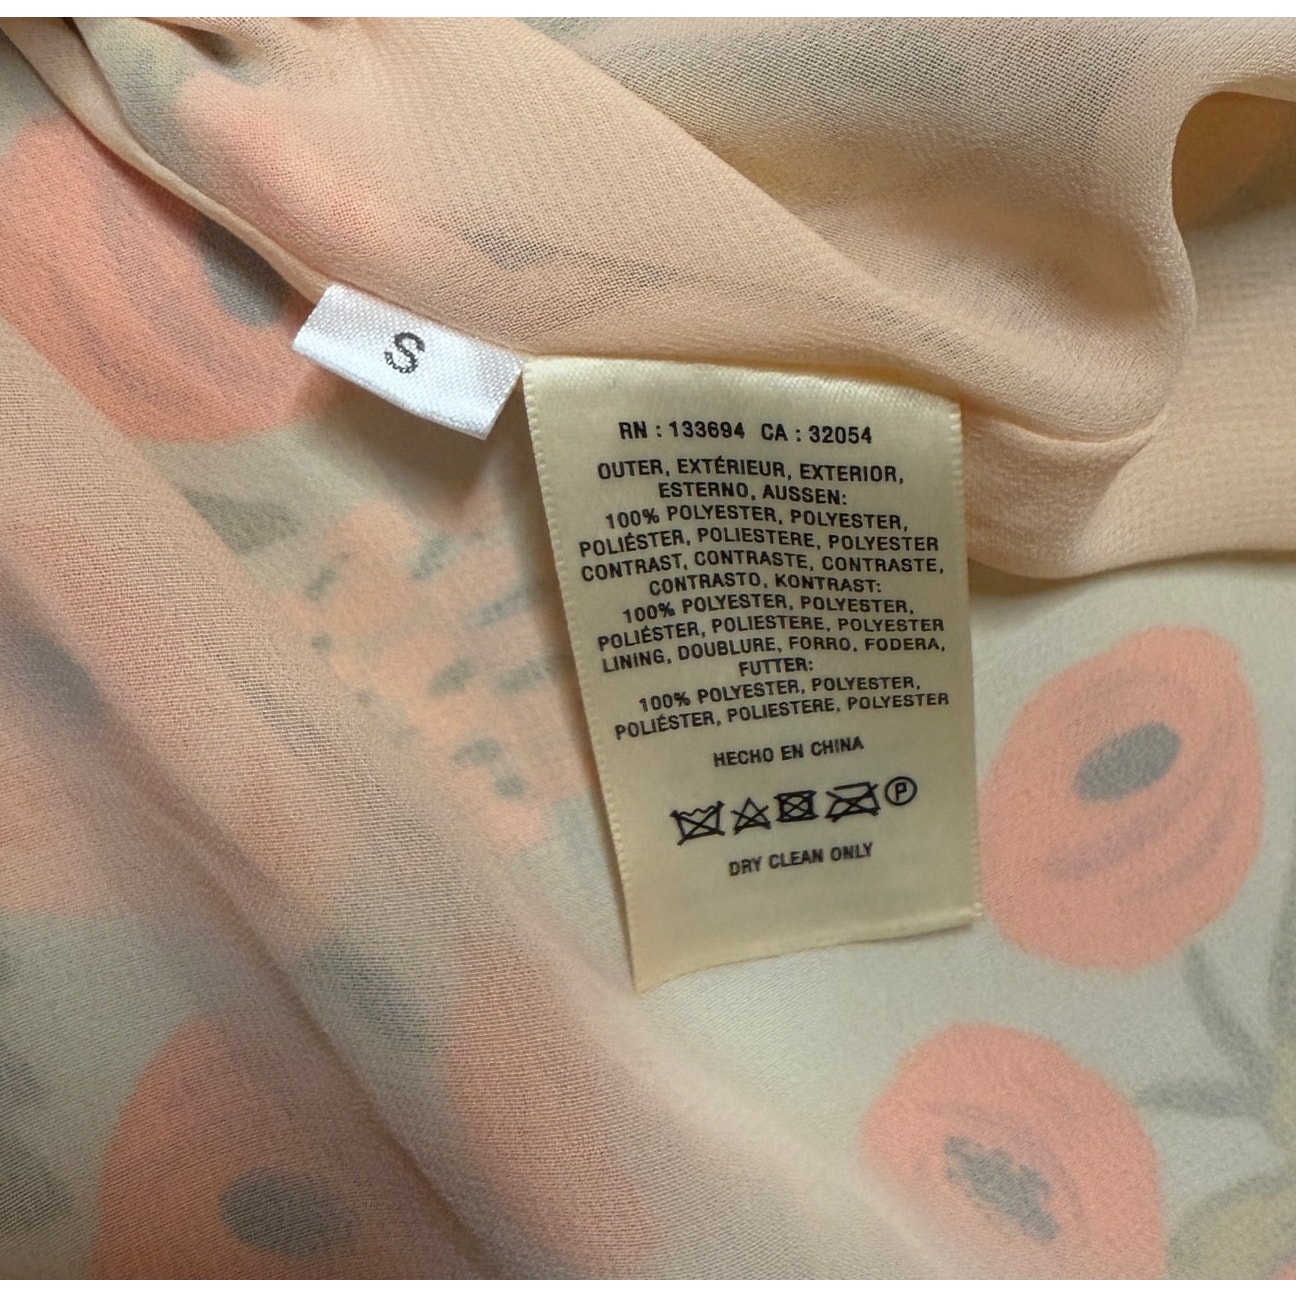 S
RN : 133694 CA : 32054
OUTER, EXTÉRIEUR, EXTERIOR,
ESTERNO, AUSSEN:
100% POLYESTER, POLYESTER,
POLIÉSTER, POLIESTERE, POLYESTER
CONTRAST, CONTRASTE, CONTRASTE,
CONTRASTO, KONTRAST:
100% POLYESTER, POLYESTER,
POLIÉSTER, POLIESTERE, POLYESTER
LINING, DOUBLURE, FORRO, FODERA,
FUTTER:
100% POLYESTER, POLYESTER,
POLIÉSTER, POLIESTERE, POLYESTER
HECHO EN CHINA
P
DRY CLEAN ONLY